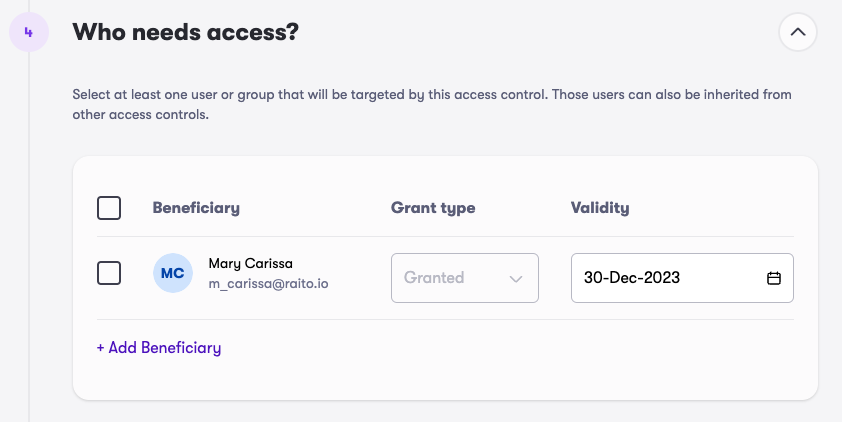 4
Who needs access?
Select at least one user or group that will be targeted by this access control. Those users can also be inherited from
other access controls.
Beneficiary Grant type Validity
MC
Mary Carissa
m_carissa@raito.io
Granted
30-Dec-2023
+ Add Beneficiary